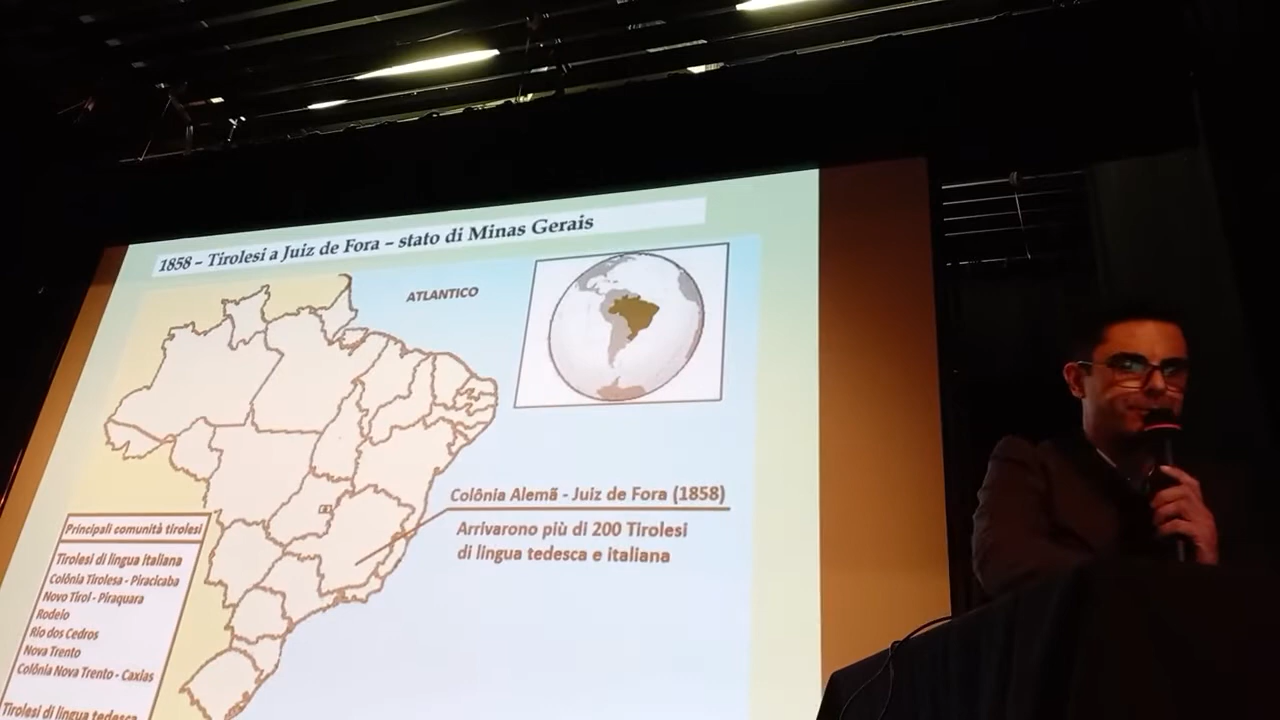 1858 – Tirolesi a Juiz de Fora – stato di Minas Gerais
ATLANTICO
Colônia Alemã - Juiz de Fora (1858)
Arrivarono più di 200 Tirolesi
di lingua tedesca e italiana
Principali comunità tirolesi
Tirolesi di lingua italiana
Colônia Tirolesa - Piracicaba
Novo Tirol - Piraquara
Rodeio
Rio dos Cedros
Nova Trento
Colônia Nova Trento - Caxias
Tirolesi di lingua tedesca